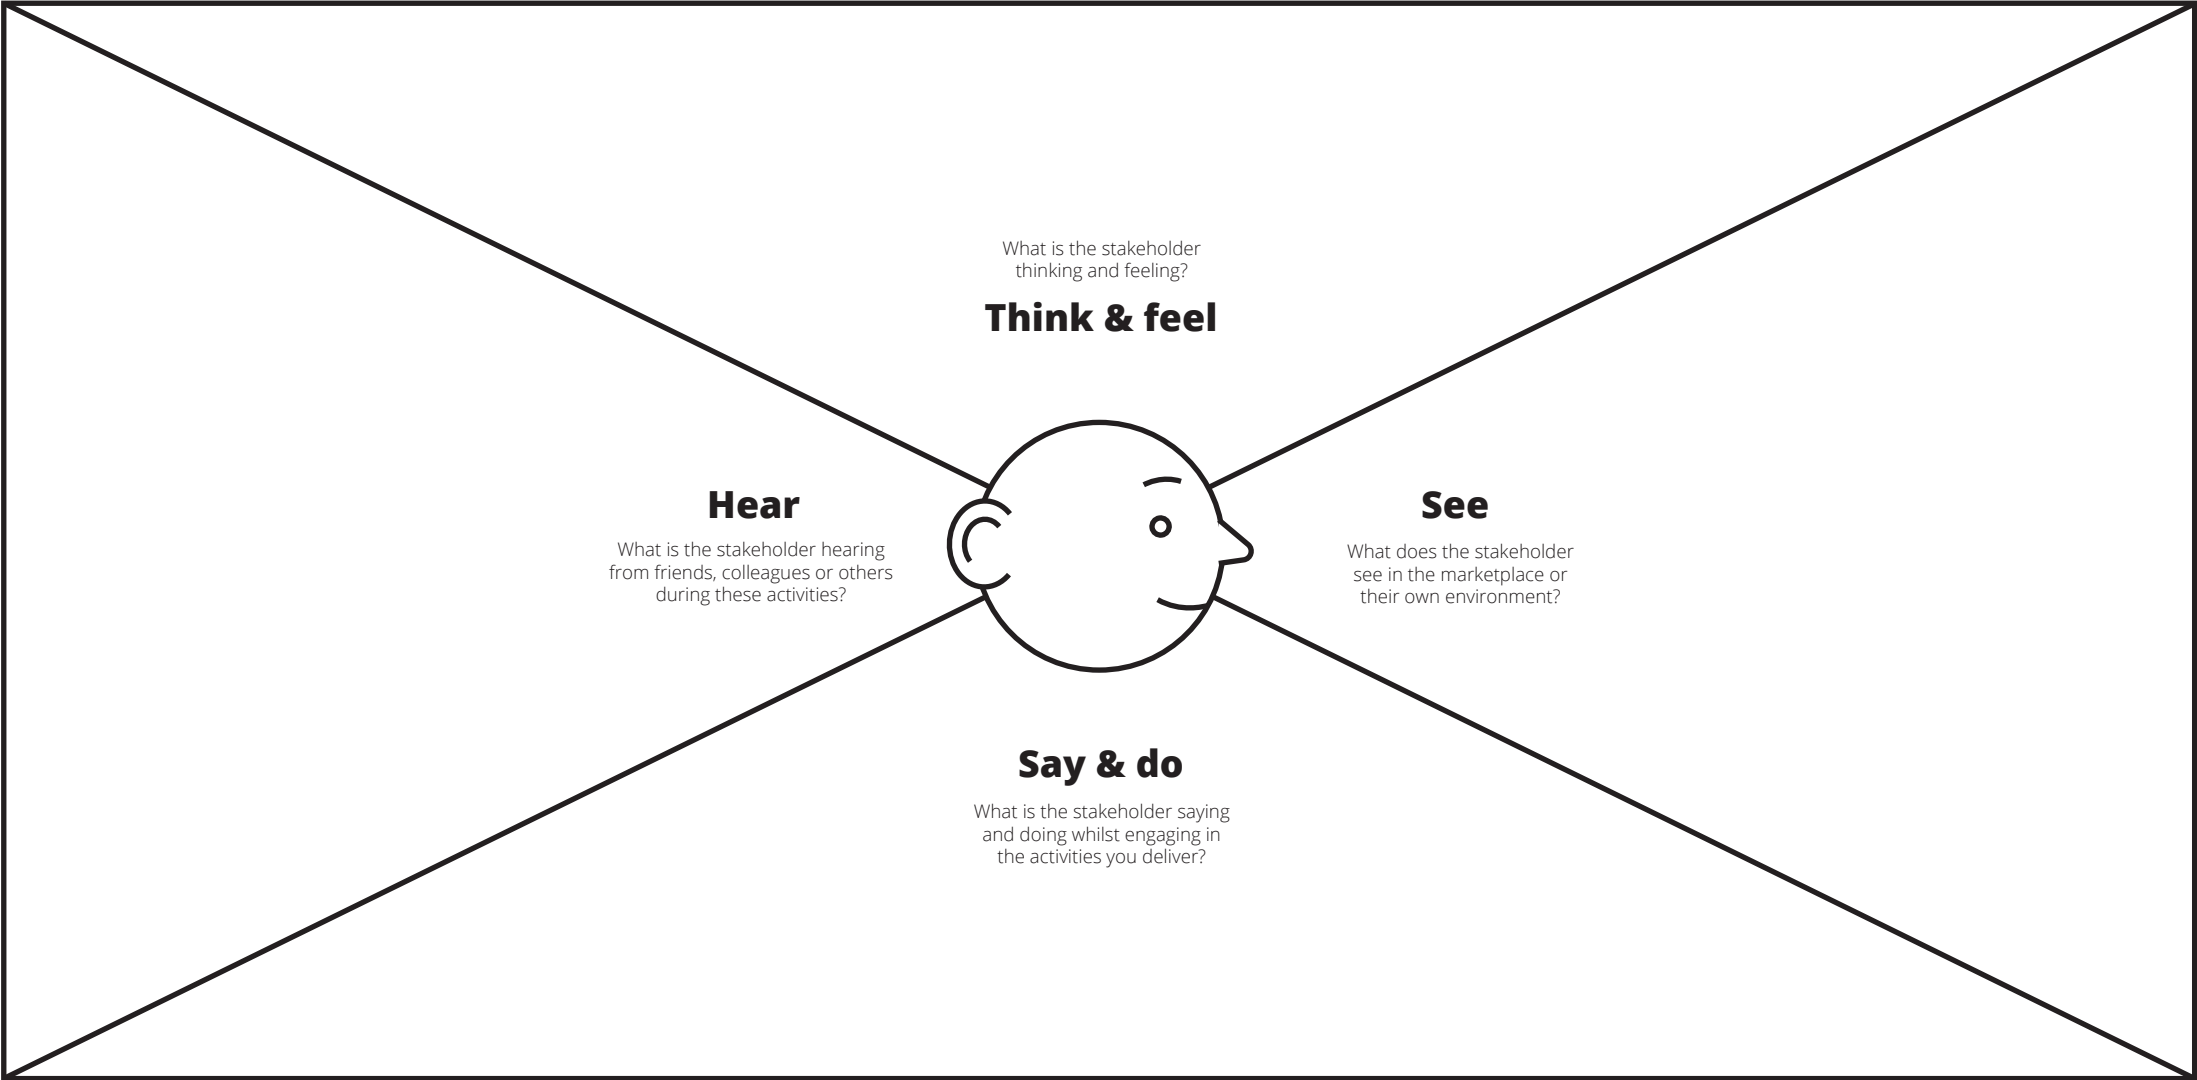 What is the stakeholder
thinking and feeling?
Think & feel
Hear
What is the stakeholder hearing
from friends, colleagues or others
during these activities?
See
What does the stakeholder
see in the marketplace or
their own environment?
Say & do
What is the stakeholder saying
and doing whilst engaging in
the activities you deliver?